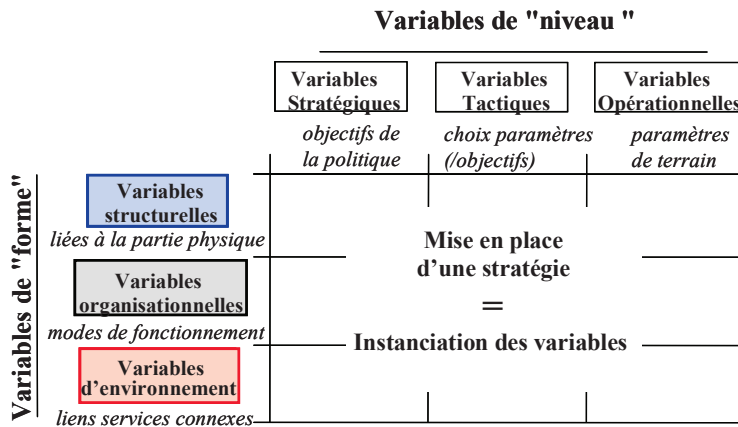 Variables de "niveau "
Variables
Stratégiques
Variables
Tactiques
Variables
Opérationnelles
objectifs de
la politique
choix paramètres
(/objectifs)
paramètres
de terrain
Variables de "forme"
Variables
structurelles
liées à la partie physique
Variables
organisationnelles
modes de fonctionnement
Variables
d'environnement
liens services connexes
Mise en place
d'une stratégie
=
Instanciation des variables